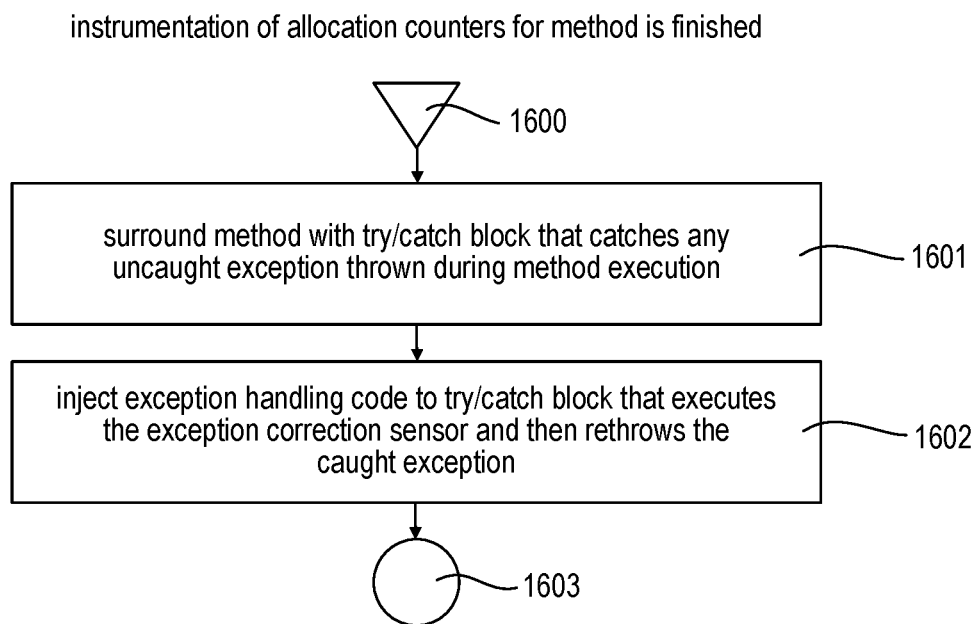 instrumentation of allocation counters for method is finished
1600
surround method with try/catch block that catches any
uncaught exception thrown during method execution
1601
inject exception handling code to try/catch block that executes
the exception correction sensor and then rethrows the
caught exception
1602
1603